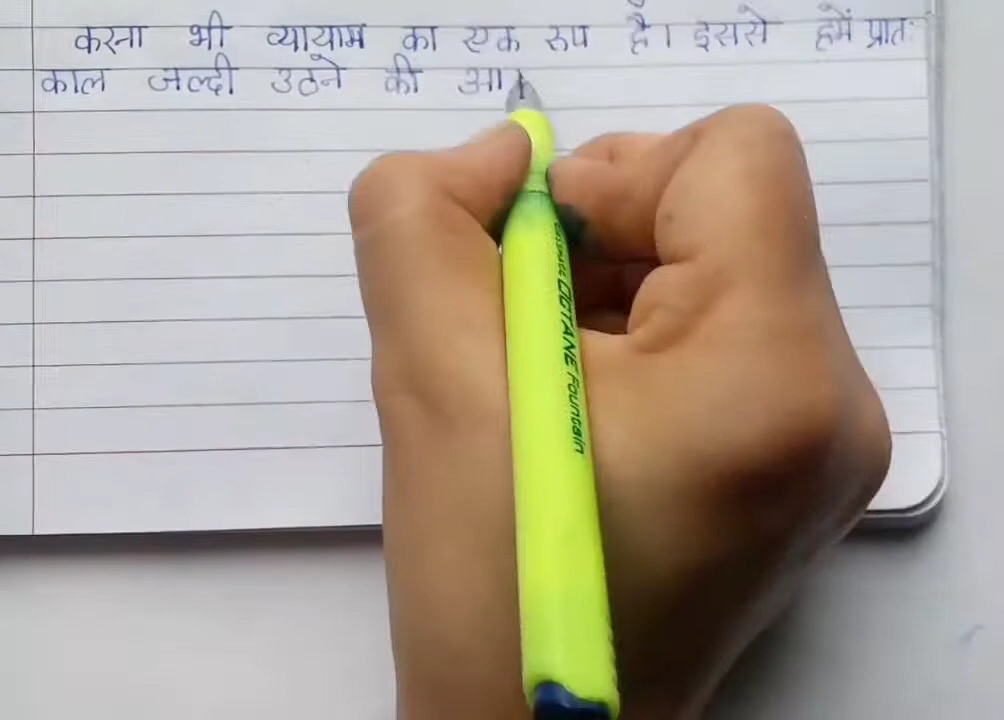 करना भी व्यायाम का एक रूप है। इससे हमें प्रातः
काल जल्दी उठने की आ
OCTANE Fountain